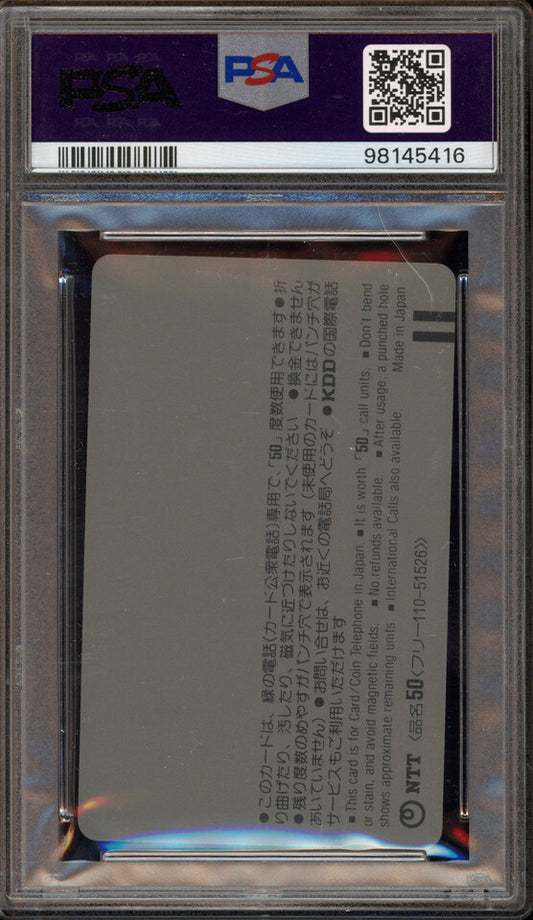 PSA PSA PSA
PSA
PSA PSA PSA
PSA
98145416
●このカードは、緑の電話(カード公衆電話)専用で、「50」度数使用できます●折
り曲げたり、汚したり、磁気に近づけたりしないでください ●換金できません
●残り度数のめやすがパンチ穴で表示されます(未使用のカードにはパンチ穴が
あいていません)●お問い合せは、お近くの電話局へどうぞ ●KDDの国際電話
サービスもご利用いただけます
■This card is for Card/Coin Telephone in Japan. ■It is worth「50」call units. ■Don't bend
or stain, and avoid magnetic fields. ■No refunds available. ■After usage, a punched hole
shows approximate remaining units ■International Calls also available. Made in Japan
NTT 〈品名 50〈フリー110-51526》〉